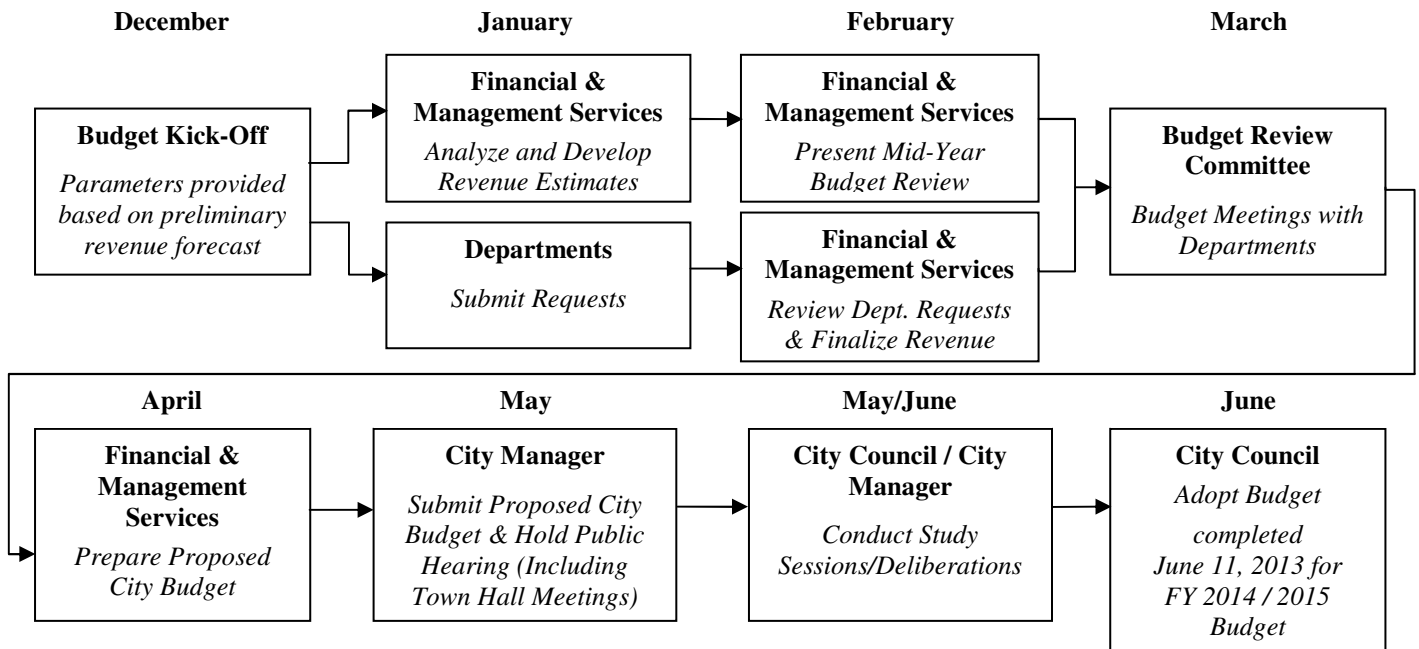 December
January
February
March
Budget Kick-Off
Parameters provided
based on preliminary
revenue forecast
Financial &
Management Services
Analyze and Develop
Revenue Estimates
Departments
Submit Requests
Financial &
Management Services
Present Mid-Year
Budget Review
Financial &
Management Services
Review Dept. Requests
& Finalize Revenue
Budget Review
Committee
Budget Meetings with
Departments
April
May
May/June
June
Financial &
Management
Services
Prepare Proposed
City Budget
City Manager
Submit Proposed City
Budget & Hold Public
Hearing (Including
Town Hall Meetings)
City Council / City
Manager
Conduct Study
Sessions/Deliberations
City Council
Adopt Budget
completed
June 11, 2013 for
FY 2014 / 2015
Budget